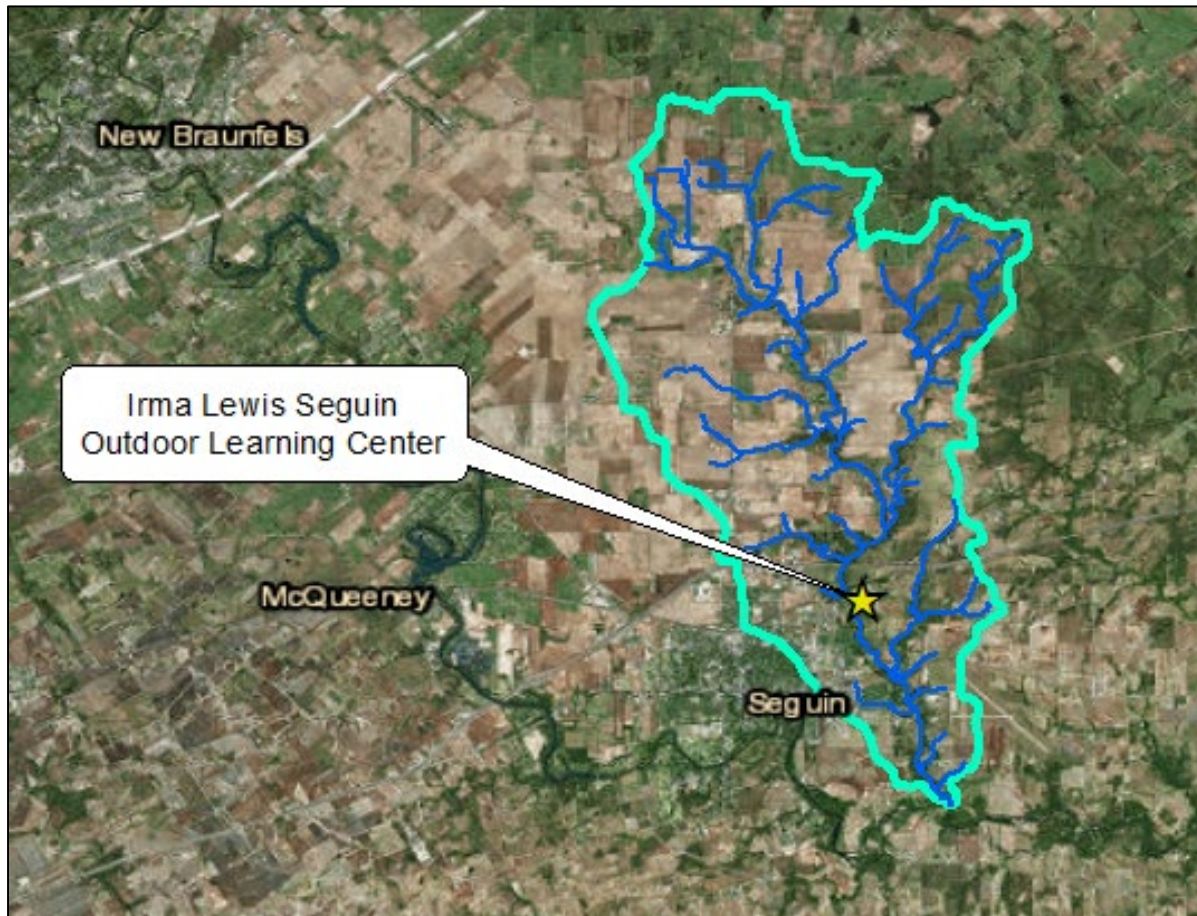 New Braunfels
Irma Lewis Seguin
Outdoor Learning Center
McQueeney
Seguin